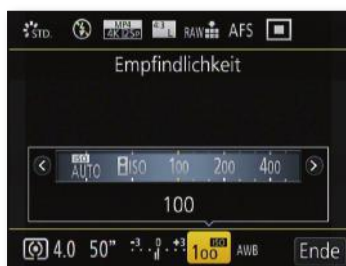 STD. MP4 4K/25p 4:3 L RAW AFS
Empfindlichkeit
ISO AUTO ISO 100 200 400
100
4.0 50" -3 0 +3 100 ISO AWB Ende